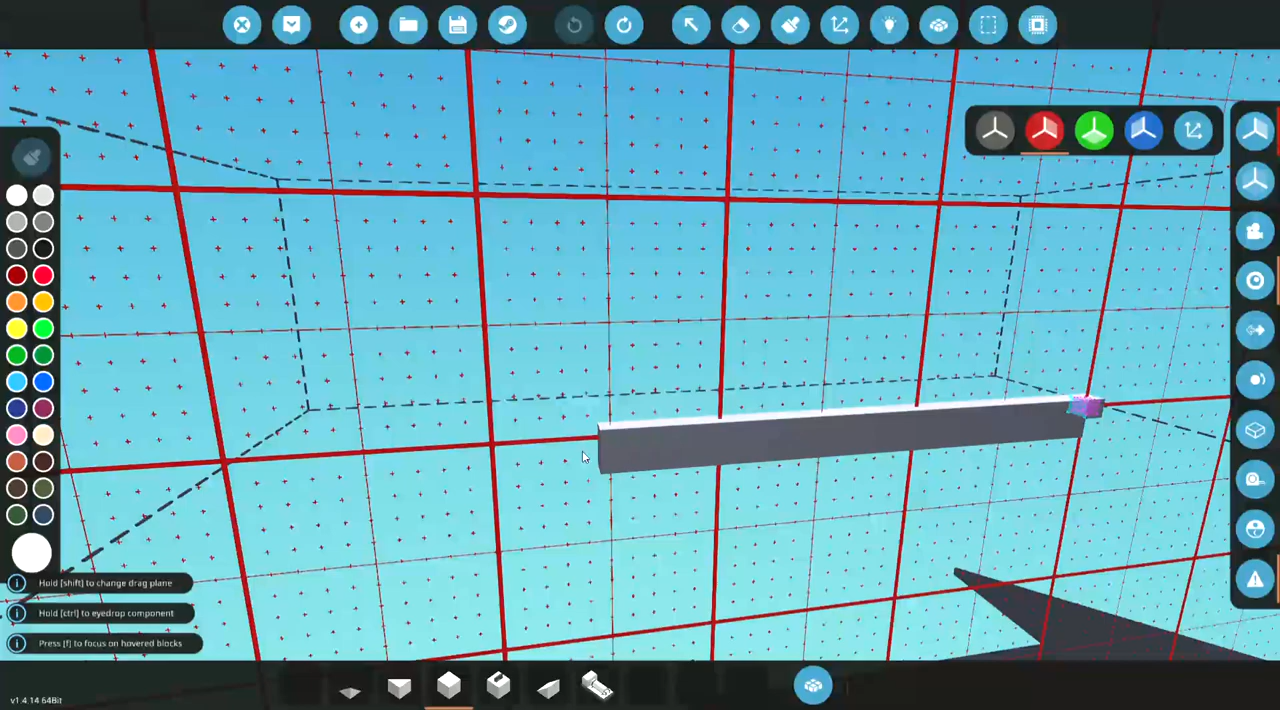 Hold [shift] to change drag plane
Hold [ctrl] to eyedrop component
Press [f] to focus on hovered blocks
v1.4.14 64Bit